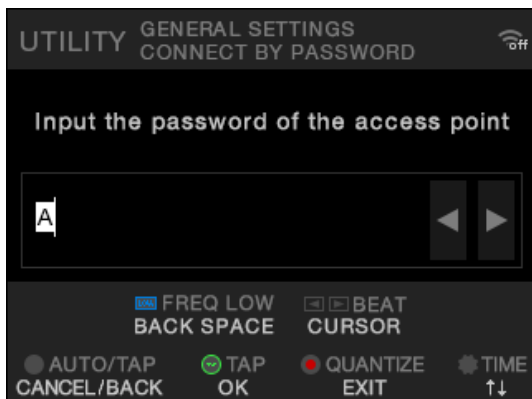 UTILITY
GENERAL SETTINGS
CONNECT BY PASSWORD
off
Input the password of the access point
A
FREQ LOW
BEAT
BACK SPACE
CURSOR
AUTO/TAP
TAP
QUANTIZE
TIME
CANCEL/BACK
OK
EXIT
↑↓